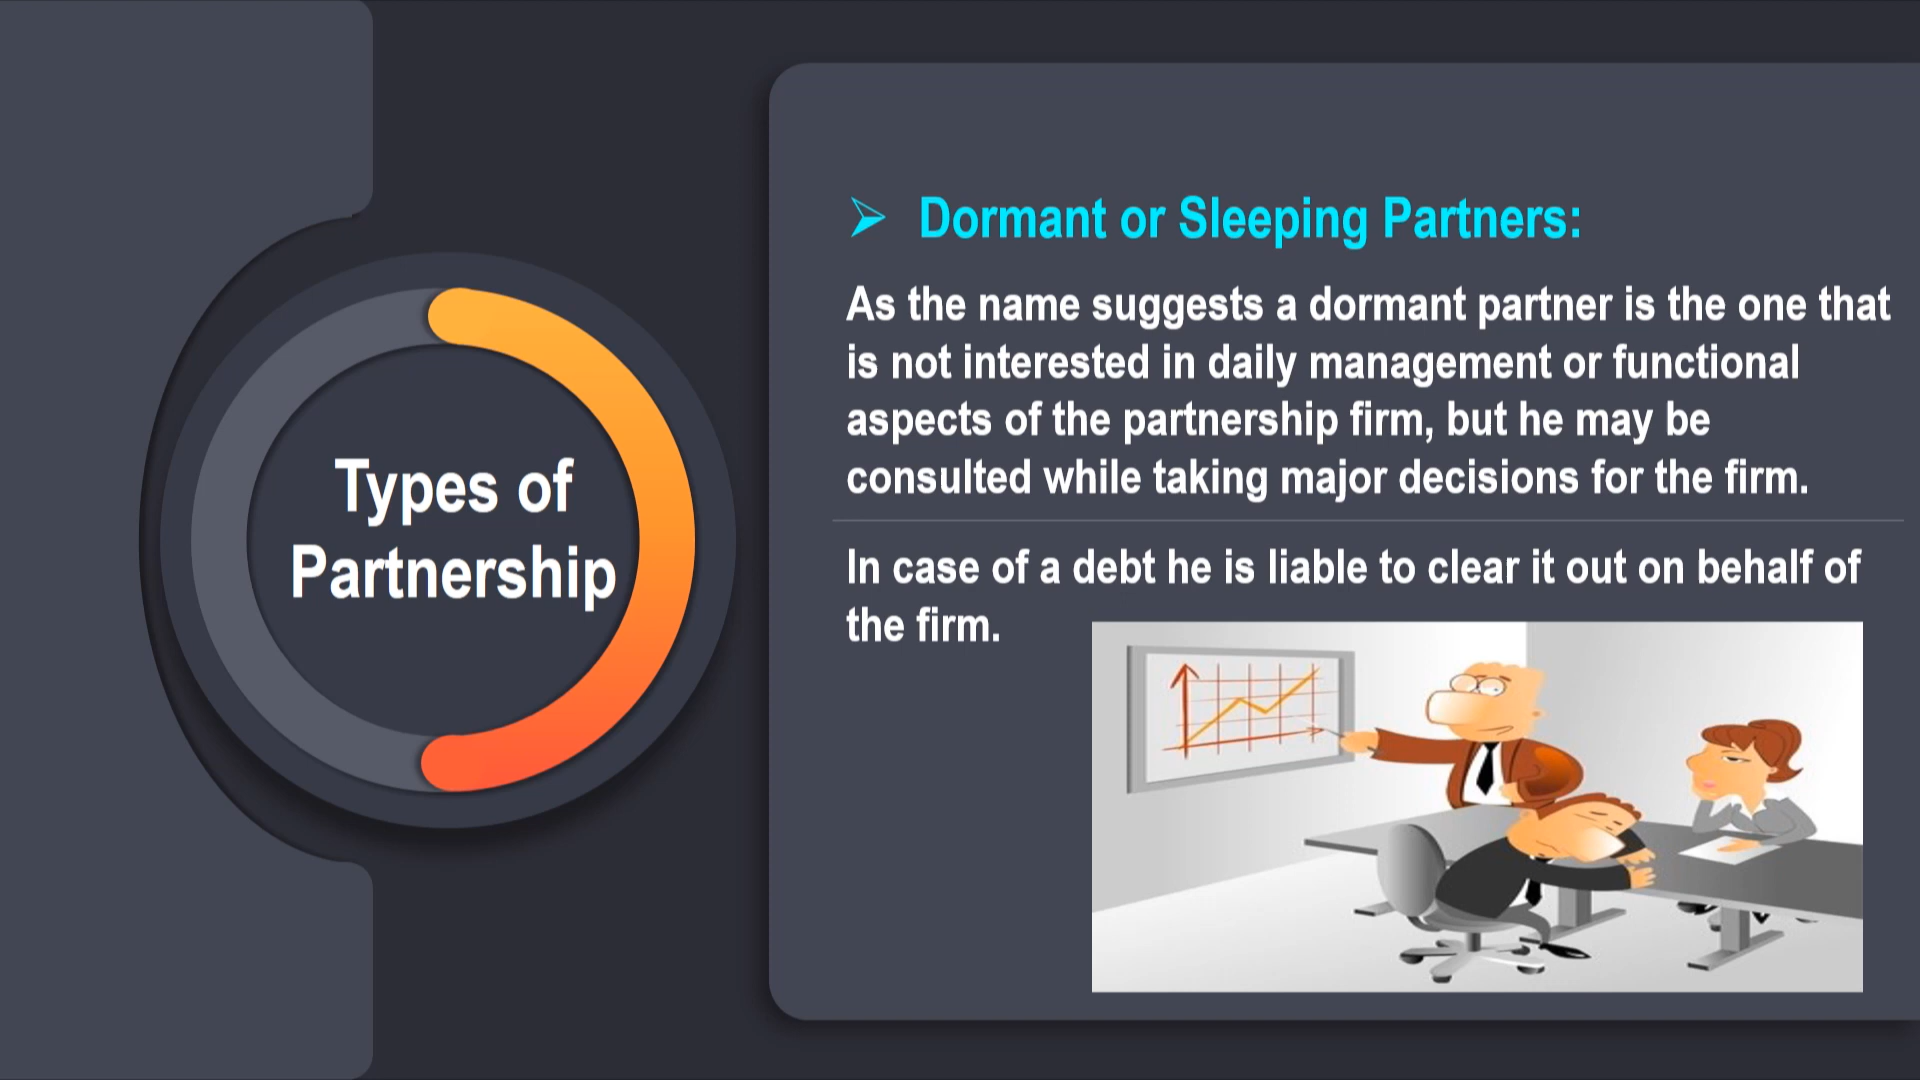 Types of
Partnership
➢ Dormant or Sleeping Partners:
As the name suggests a dormant partner is the one that
is not interested in daily management or functional
aspects of the partnership firm, but he may be
consulted while taking major decisions for the firm.
In case of a debt he is liable to clear it out on behalf of
the firm.